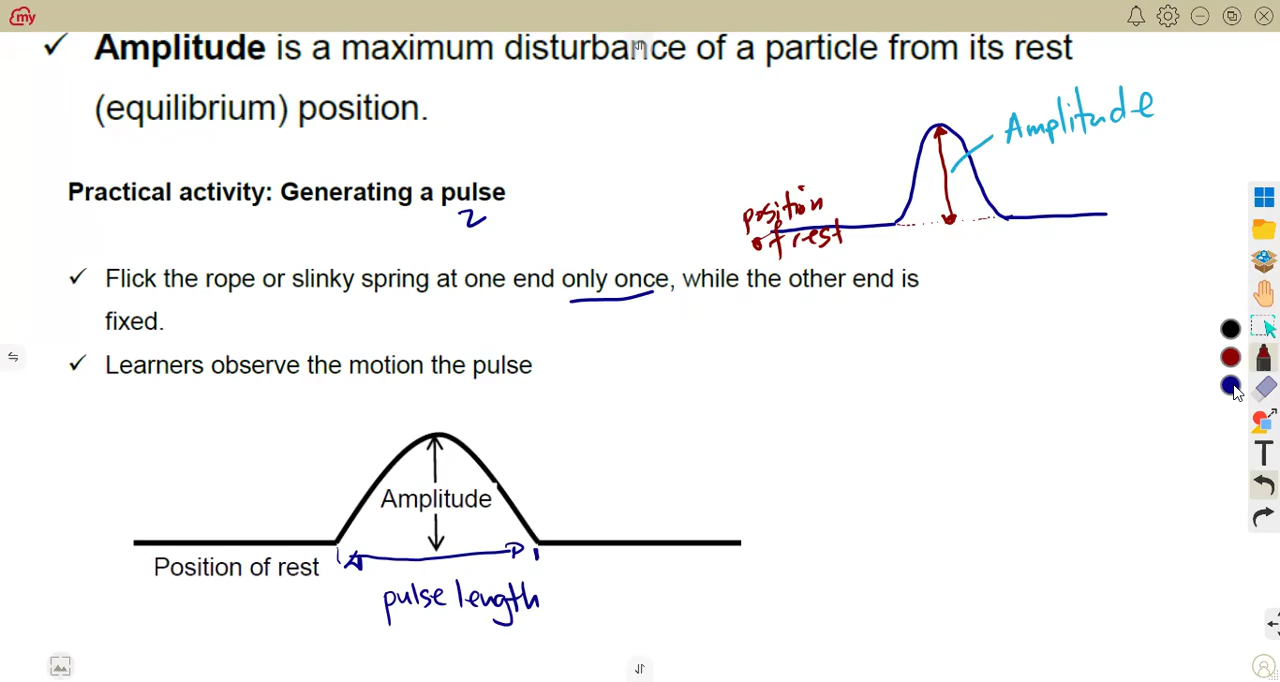 my
✓ Amplitude is a maximum disturbance of a particle from its rest
(equilibrium) position.
Amplitude
Practical activity: Generating a pulse
position
of rest
✓ Flick the rope or slinky spring at one end only once, while the other end is
fixed.
✓ Learners observe the motion the pulse
Amplitude
Position of rest
pulse length
T